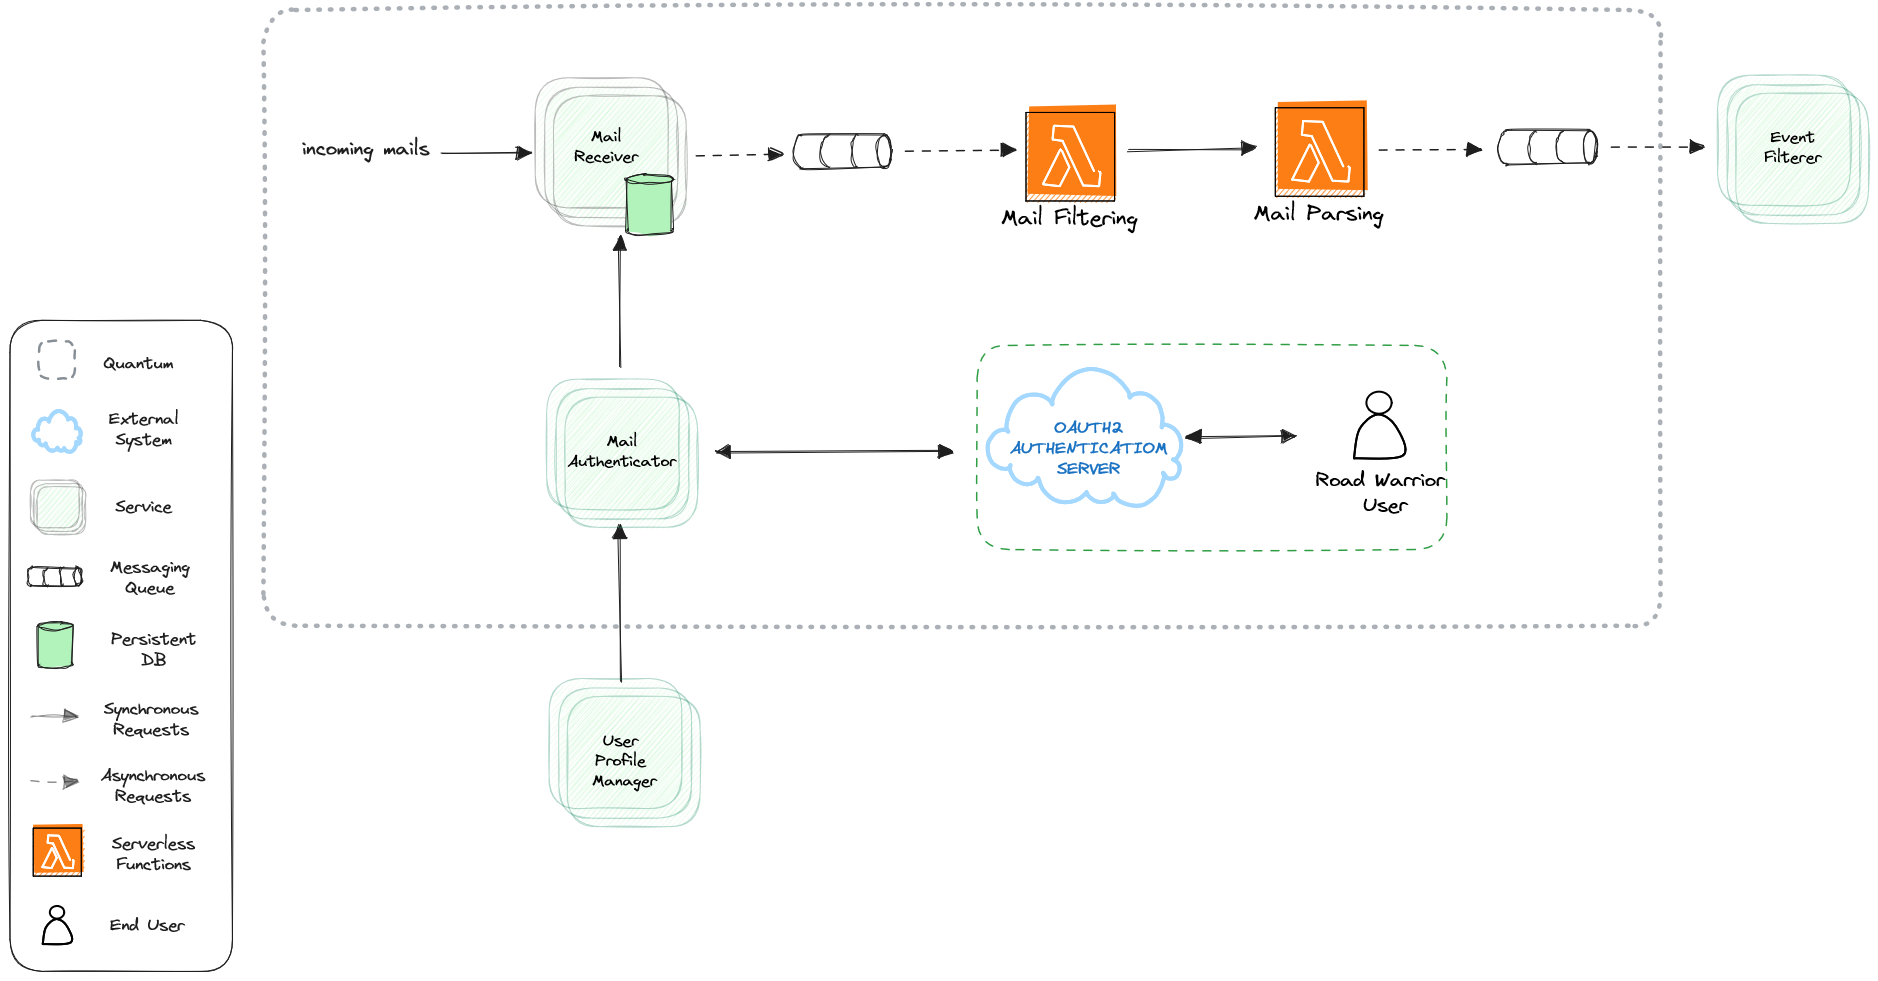 incoming mails
Mail
Receiver
Mail Filtering
Mail Parsing
Event
Filterer
Mail
Authenticator
OAUTH2
AUTHENTICATIOM
SERVER
Road Warrior
User
User
Profile
Manager
Quantum
External
System
Service
Messaging
Queue
Persistent
DB
Synchronous
Requests
Asynchronous
Requests
Serverless
Functions
End User